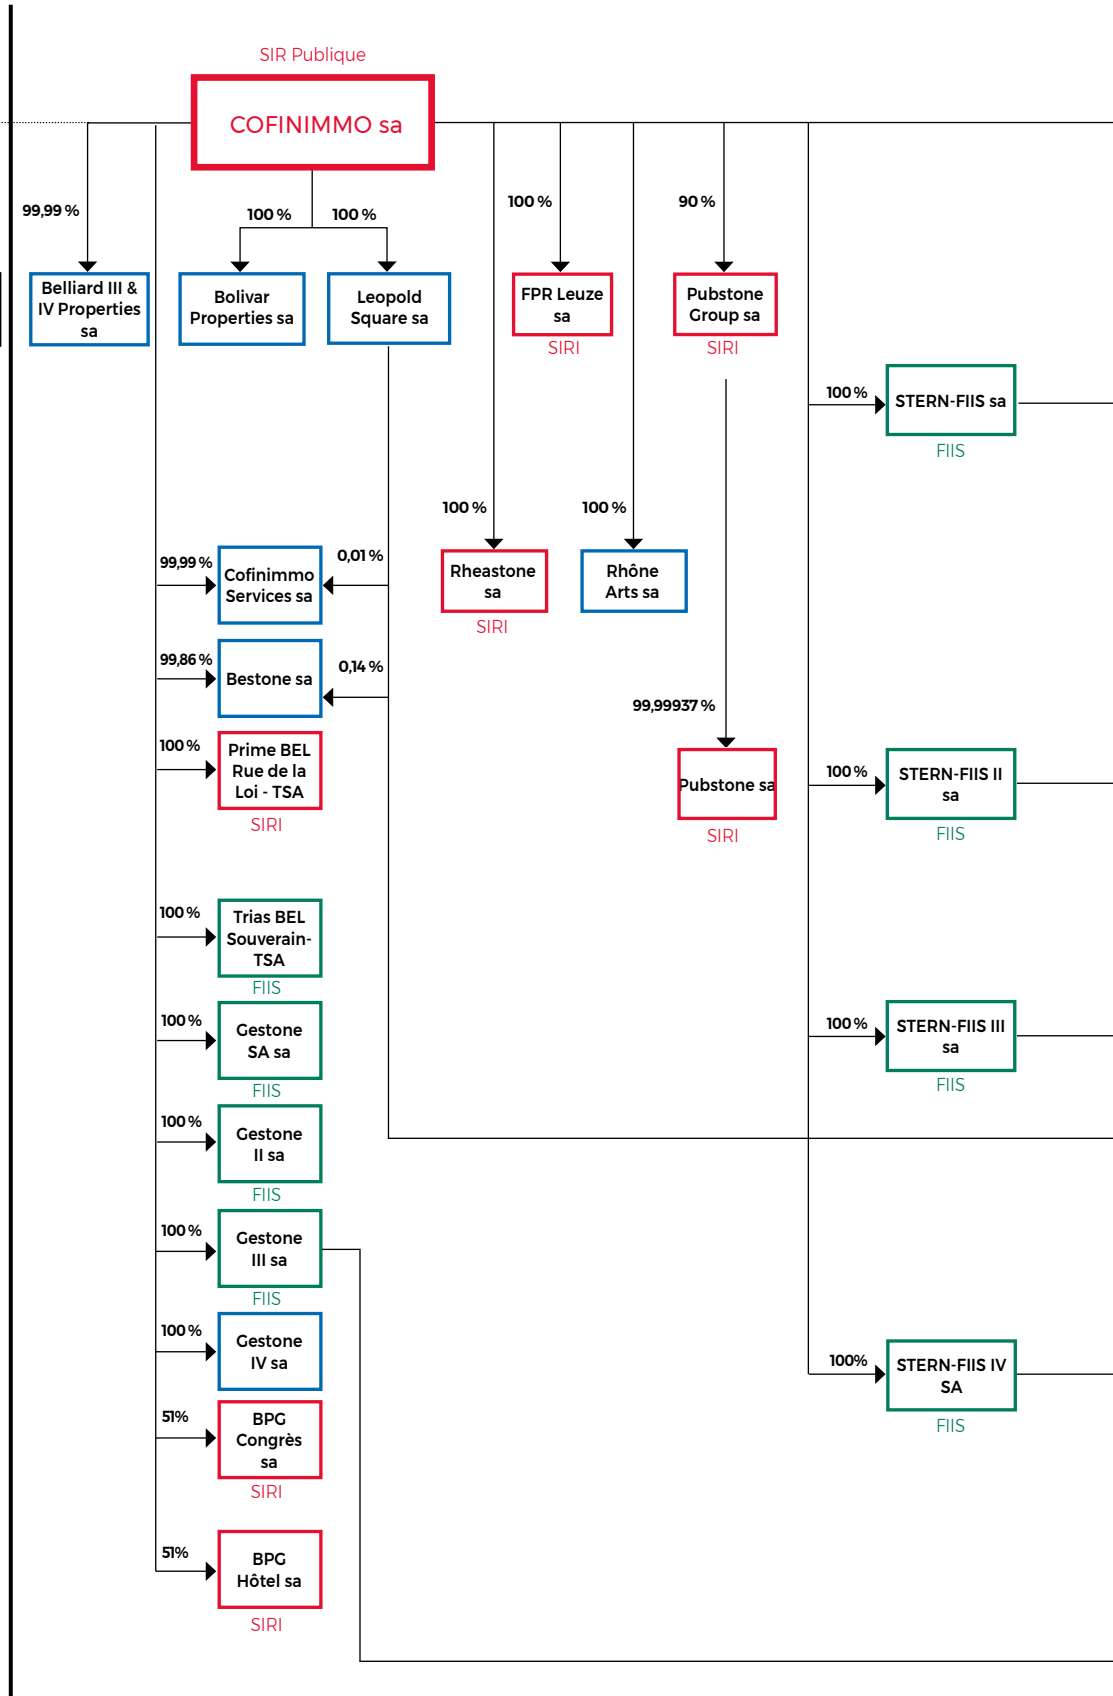 SIR Publique
COFINIMMO sa
99,99 %
100 %
100 %
100 %
90 %
Belliard III &
IV Properties
sa
Bolivar
Properties sa
Leopold
Square sa
FPR Leuze
sa
SIRI
Pubstone
Group sa
SIRI
100 %
STERN-FIIS sa
FIIS
100 %
100 %
Rheastone
sa
SIRI
Rhône
Arts sa
99,99 %
0,01 %
Cofinimmo
Services sa
99,86 %
0,14 %
Bestone sa
99,99937 %
Pubstone sa
SIRI
100 %
Prime BEL
Rue de la
Loi - TSA
SIRI
100 %
STERN-FIIS II
sa
FIIS
100 %
Trias BEL
Souverain-
TSA
FIIS
100 %
Gestone
SA sa
FIIS
100 %
STERN-FIIS III
sa
FIIS
100 %
Gestone
II sa
FIIS
100 %
Gestone
III sa
FIIS
100 %
Gestone
IV sa
100%
STERN-FIIS IV
SA
FIIS
51%
BPG
Congrès
sa
SIRI
51%
BPG
Hôtel sa
SIRI